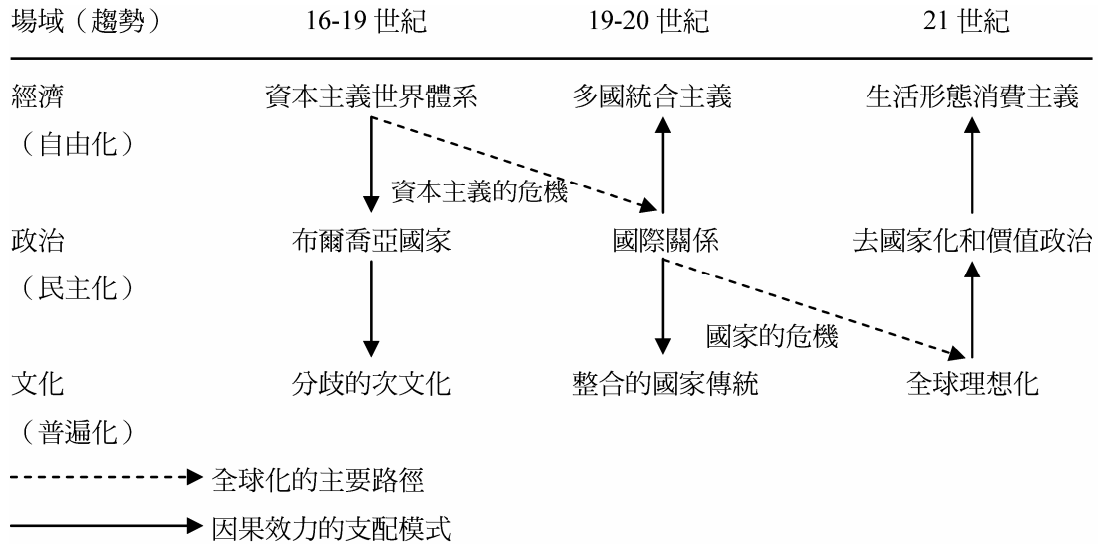 場域（趨勢） 16-19 世紀 19-20 世紀 21 世紀
經濟 資本主義世界體系 多國統合主義 生活形態消費主義
（自由化）
資本主義的危機
政治 布爾喬亞國家 國際關係 去國家化和價值政治
（民主化）
國家的危機
文化 分歧的次文化 整合的國家傳統 全球理想化
（普遍化）
全球化的主要路徑
因果效力的支配模式